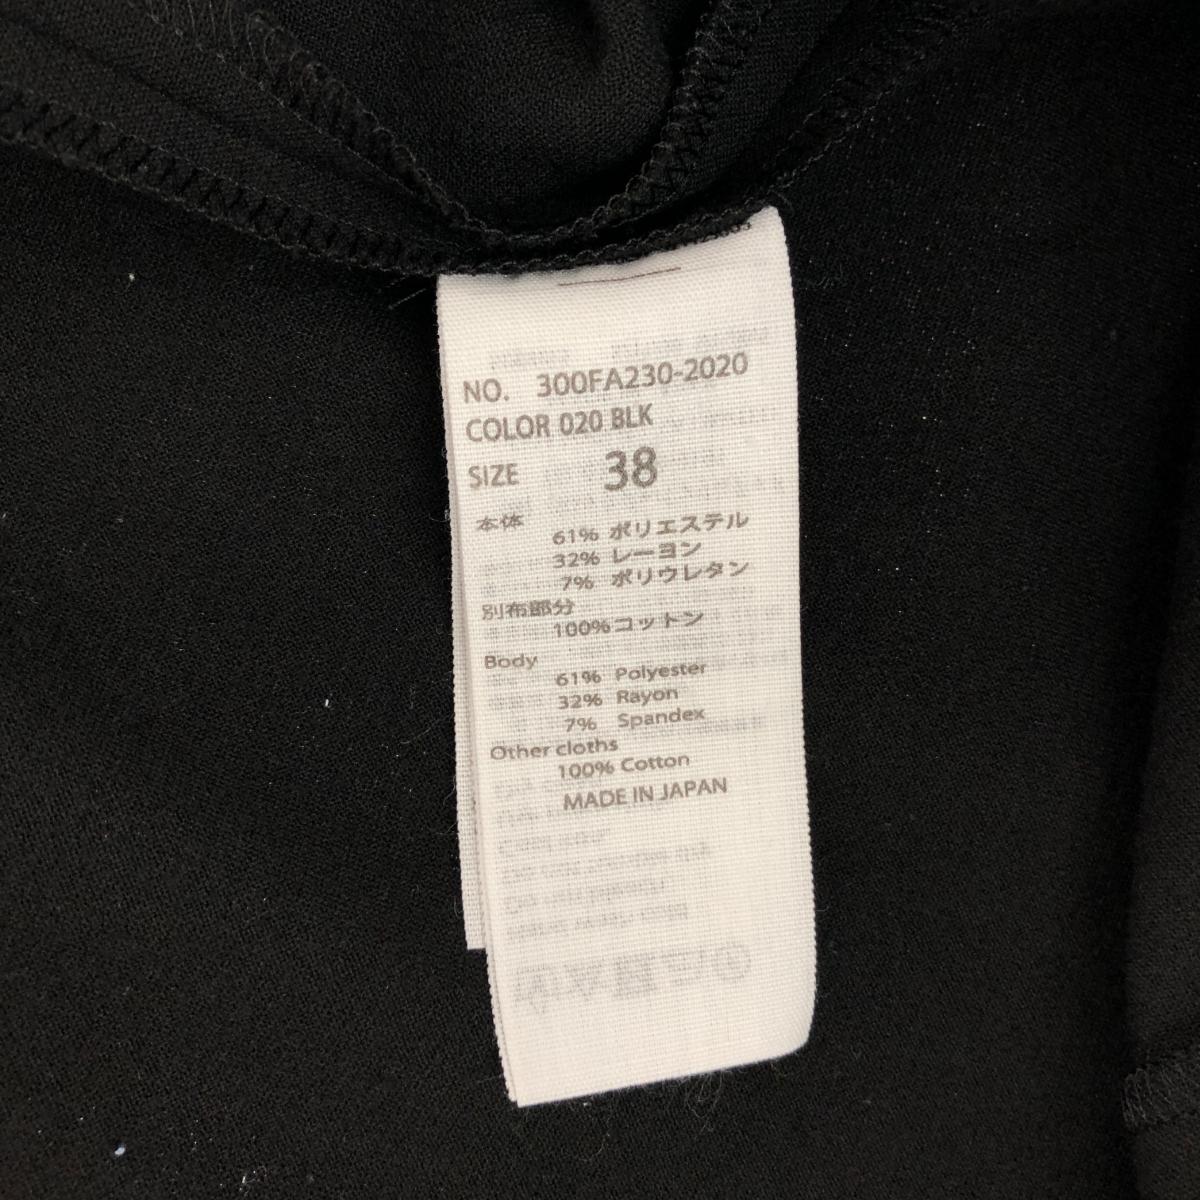 NO. 300FA230-2020
COLOR 020 BLK
SIZE 38
本体
61% ポリエステル
32% レーヨン
7% ポリウレタン
別布部分
100%コットン
Body
61% Polyester
32% Rayon
7% Spandex
Other cloths
100% Cotton
MADE IN JAPAN